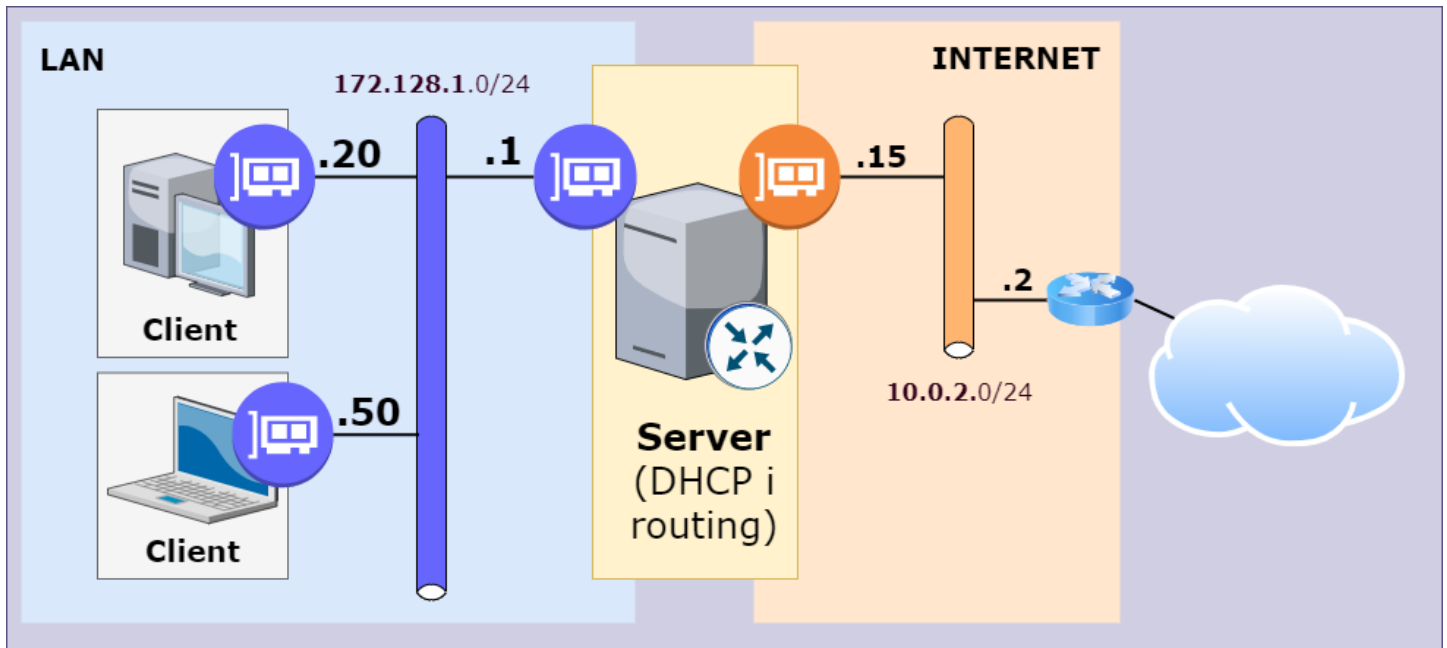 LAN
INTERNET
172.128.1.0/24
.20
.1
.15
.2
Client
.50
10.0.2.0/24
Server
(DHCP i
routing)
Client